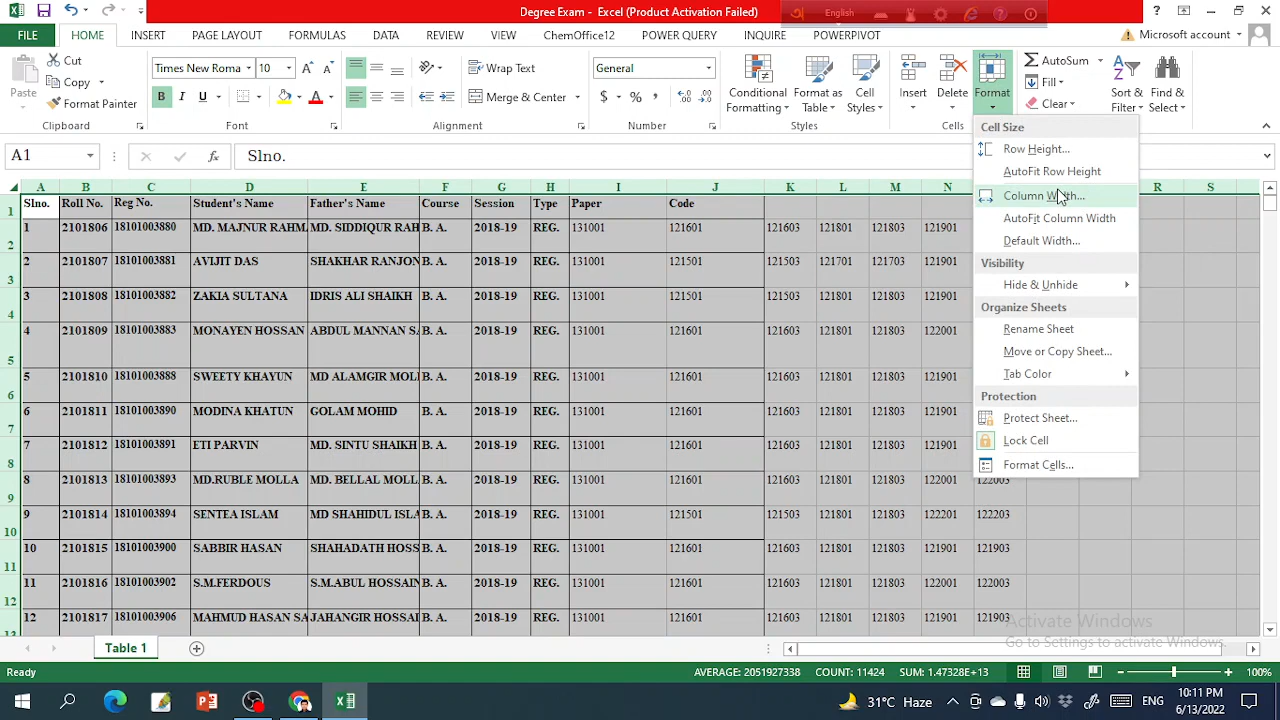 Degree Exam - Excel (Product Activation Failed)
English
FILE HOME INSERT PAGE LAYOUT FORMULAS DATA REVIEW VIEW ChemOffice12 POWER QUERY INQUIRE POWERPIVOT Microsoft account
Cut
Copy
Format Painter
Paste
Clipboard
Times New Roma 10
B I U
Font
Wrap Text
Merge & Center
Alignment
General
$ % ,
Number
Conditional Formatting
Format as Table
Cell Styles
Styles
Insert
Delete
Format
Cells
AutoSum
Fill
Clear
Sort & Filter
Find & Select
A1 Slno.
Cell Size
Row Height...
AutoFit Row Height
Column Width...
AutoFit Column Width
Default Width...
Visibility
Hide & Unhide
Organize Sheets
Rename Sheet
Move or Copy Sheet...
Tab Color
Protection
Protect Sheet...
Lock Cell
Format Cells...
A B C D E F G H I J K L M N R S
1 Slno. Roll No. Reg No. Student's Name Father's Name Course Session Type Paper Code
2 1 2101806 18101003880 MD. MAJNUR RAHM MD. SIDDIQUR RAH B. A. 2018-19 REG. 131001 121601 121603 121801 121803 121901
3 2 2101807 18101003881 AVIJIT DAS SHAKHAR RANJON B. A. 2018-19 REG. 131001 121501 121503 121701 121703 121901
4 3 2101808 18101003882 ZAKIA SULTANA IDRIS ALI SHAIKH B. A. 2018-19 REG. 131001 121501 121503 121801 121803 121901
5 4 2101809 18101003883 MONAYEN HOSSAN ABDUL MANNAN SA B. A. 2018-19 REG. 131001 121601 121603 121801 121803 122001
6 5 2101810 18101003888 SWEETY KHAYUN MD ALAMGIR MOL B. A. 2018-19 REG. 131001 121601 121603 121801 121803 121901
7 6 2101811 18101003890 MODINA KHATUN GOLAM MOHID B. A. 2018-19 REG. 131001 121601 121603 121801 121803 121901
8 7 2101812 18101003891 ETI PARVIN MD. SINTU SHAIKH B. A. 2018-19 REG. 131001 121601 121603 121801 121803 121901
9 8 2101813 18101003893 MD.RUBLE MOLLA MD. BELLAL MOLL B. A. 2018-19 REG. 131001 121601 121603 121801 121803 122001 122003
10 9 2101814 18101003894 SENTEA ISLAM MD SHAHIDUL ISLA B. A. 2018-19 REG. 131001 121501 121503 121801 121803 122201 122203
11 10 2101815 18101003900 SABBIR HASAN SHAHADATH HOSS B. A. 2018-19 REG. 131001 121601 121603 121801 121803 121901 121903
12 11 2101816 18101003902 S.M.FERDOUS S.M.ABUL HOSSAIN B. A. 2018-19 REG. 131001 121601 121603 121801 121803 122001 122003
13 12 2101817 18101003906 MAHMUD HASAN SA JAHANGIR HOSSAI B. A. 2018-19 REG. 131001 121601 121603 121801 121803 121901 121903
Activate Windows
Go to Settings to activate Windows.
Table 1
Ready AVERAGE: 2051927338 COUNT: 11424 SUM: 1.47328E+13 100%
31°C Haze ENG 10:11 PM
6/13/2022